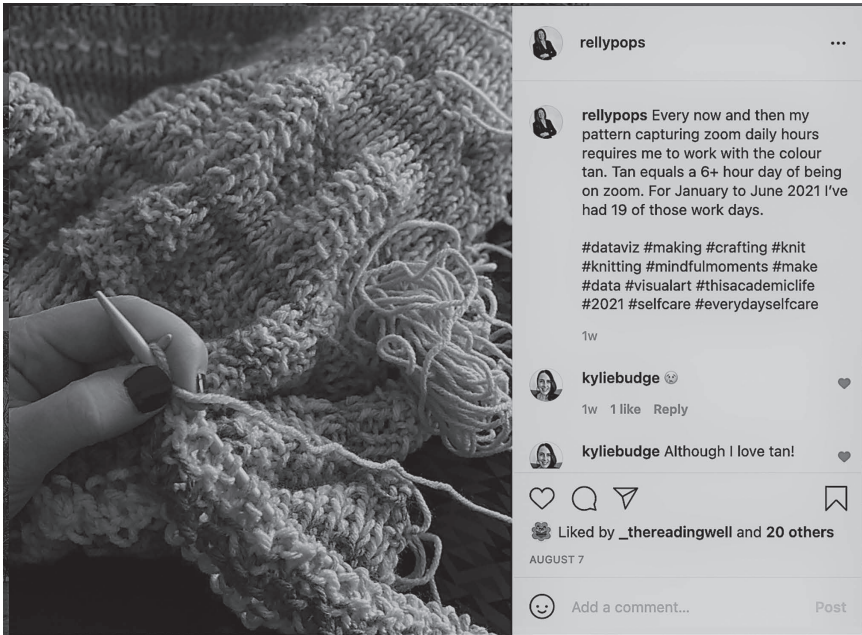 rellypops
rellypops Every now and then my
pattern capturing zoom daily hours
requires me to work with the colour
tan. Tan equals a 6+ hour day of being
on zoom. For January to June 2021 I've
had 19 of those work days.
#dataviz #making #crafting #knit
#knitting #mindfulmoments #make
#data #visualart #thisacademiclife
#2021 #selfcare #everydayselfcare
1w
kyliebudge
1w 1 like Reply
kyliebudge Although I love tan!
Liked by _thereadingwell and 20 others
AUGUST 7
Add a comment... Post